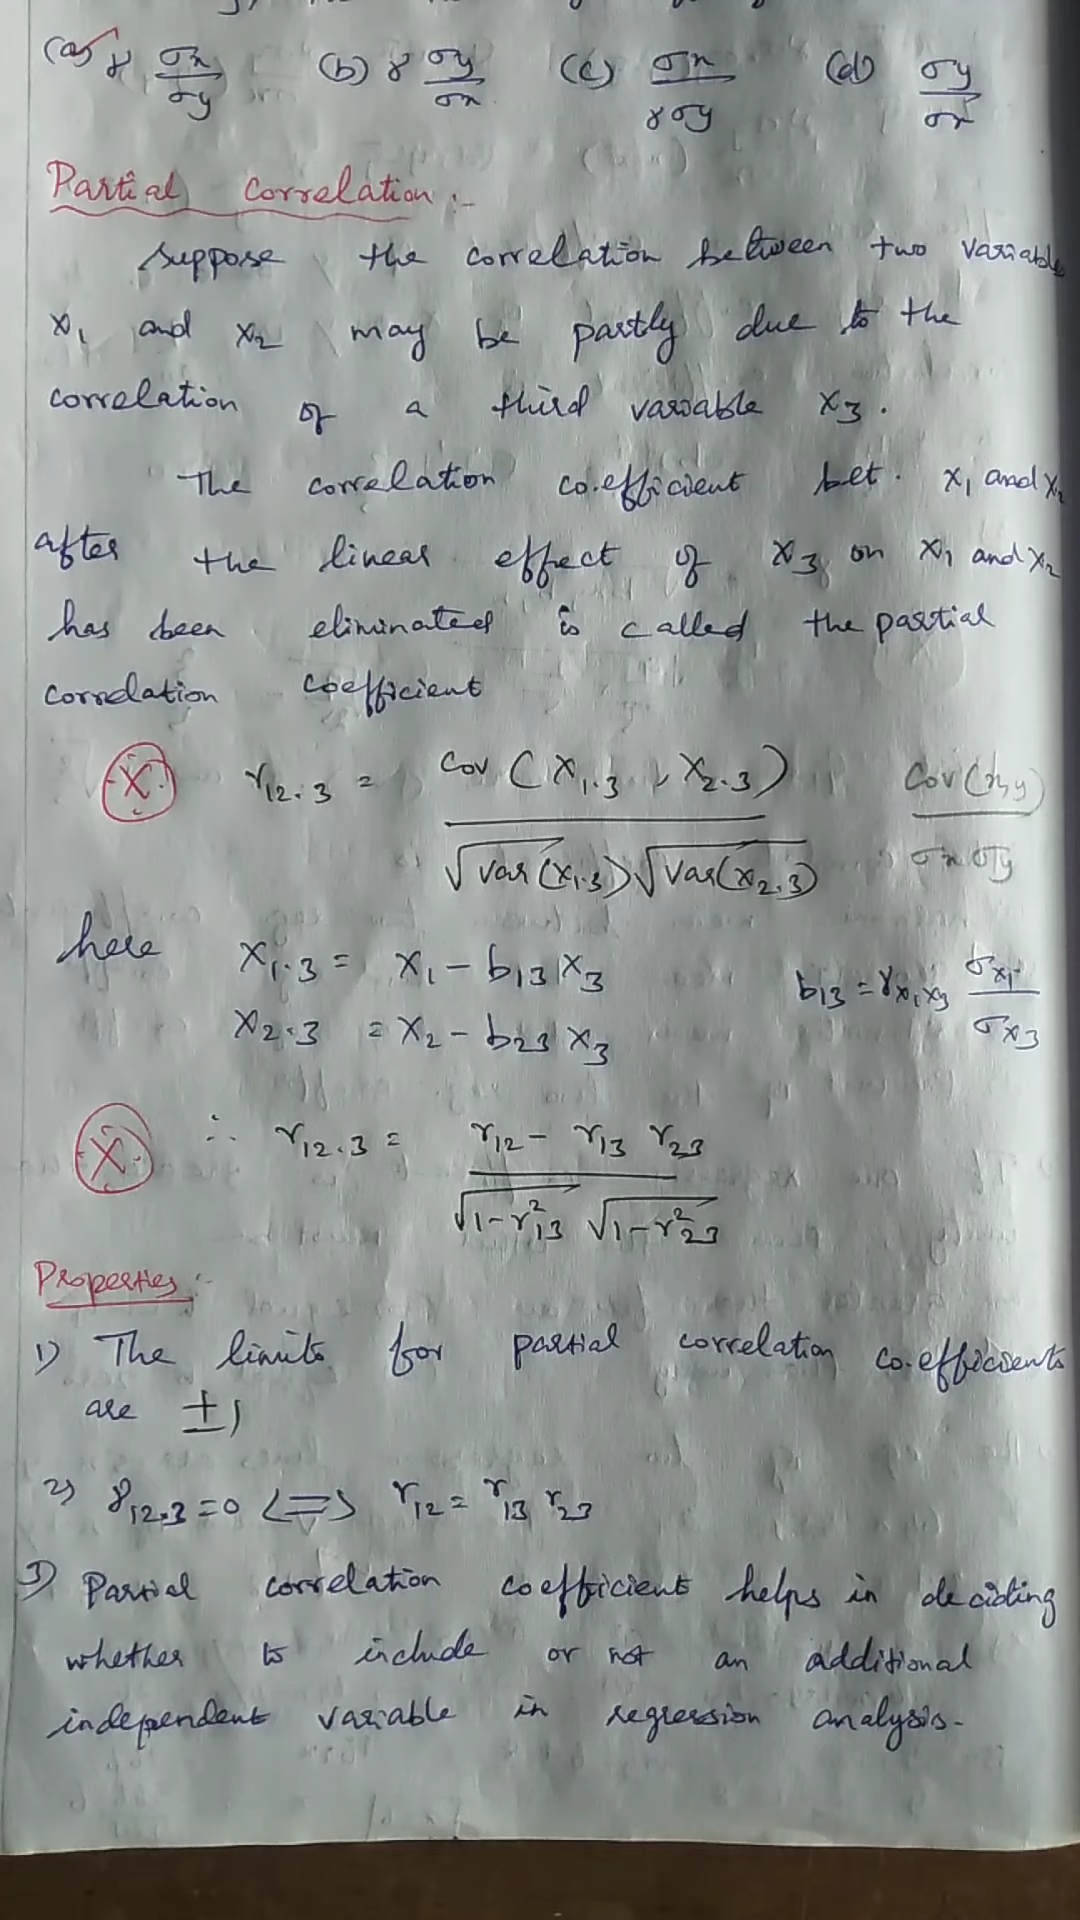 (a) r σx/σy (b) r σy/σx (c) σx/rσy (d) σy/σx
Partial correlation :-
Suppose the correlation between two variable
x₁ and x₂ may be partly due to the
correlation of a third variable x₃.
The correlation co.efficient bet. x₁ and x₂
after the linear effect of x₃ on x₁ and x₂
has been eliminated is called the partial
correlation coefficient
X r₁₂.₃ = Cov (x₁.₃, x₂.₃) / √Var(x₁.₃) √Var(x₂.₃) Cov(x,y) / σx σy
here x₁.₃ = x₁ - b₁₃ x₃ b₁₃ = r x₁x₃ σx₁/σx₃
x₂.₃ = x₂ - b₂₃ x₃
X ∴ r₁₂.₃ = r₁₂ - r₁₃ r₂₃ / √1-r²₁₃ √1-r²₂₃
Properties :-
1) The limits for partial correlation co-efficients
are ±1
2) r₁₂.₃ = 0 <=> r₁₂ = r₁₃ r₂₃
3) Partial correlation coefficient helps in deciding
whether to include or not an additional
independent variable in regression analysis.